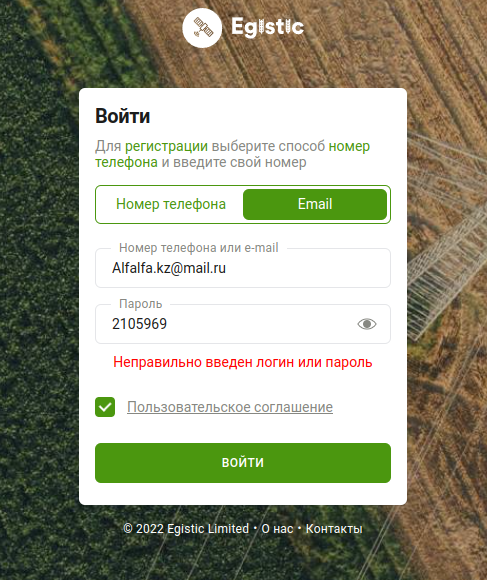 Egistic
Войти
Для регистрации выберите способ номер
телефона и введите свой номер
Номер телефона
Email
Номер телефона или e-mail
Alfalfa.kz@mail.ru
Пароль
2105969
Неправильно введен логин или пароль
Пользовательское соглашение
ВОЙТИ
© 2022 Egistic Limited • О нас • Контакты